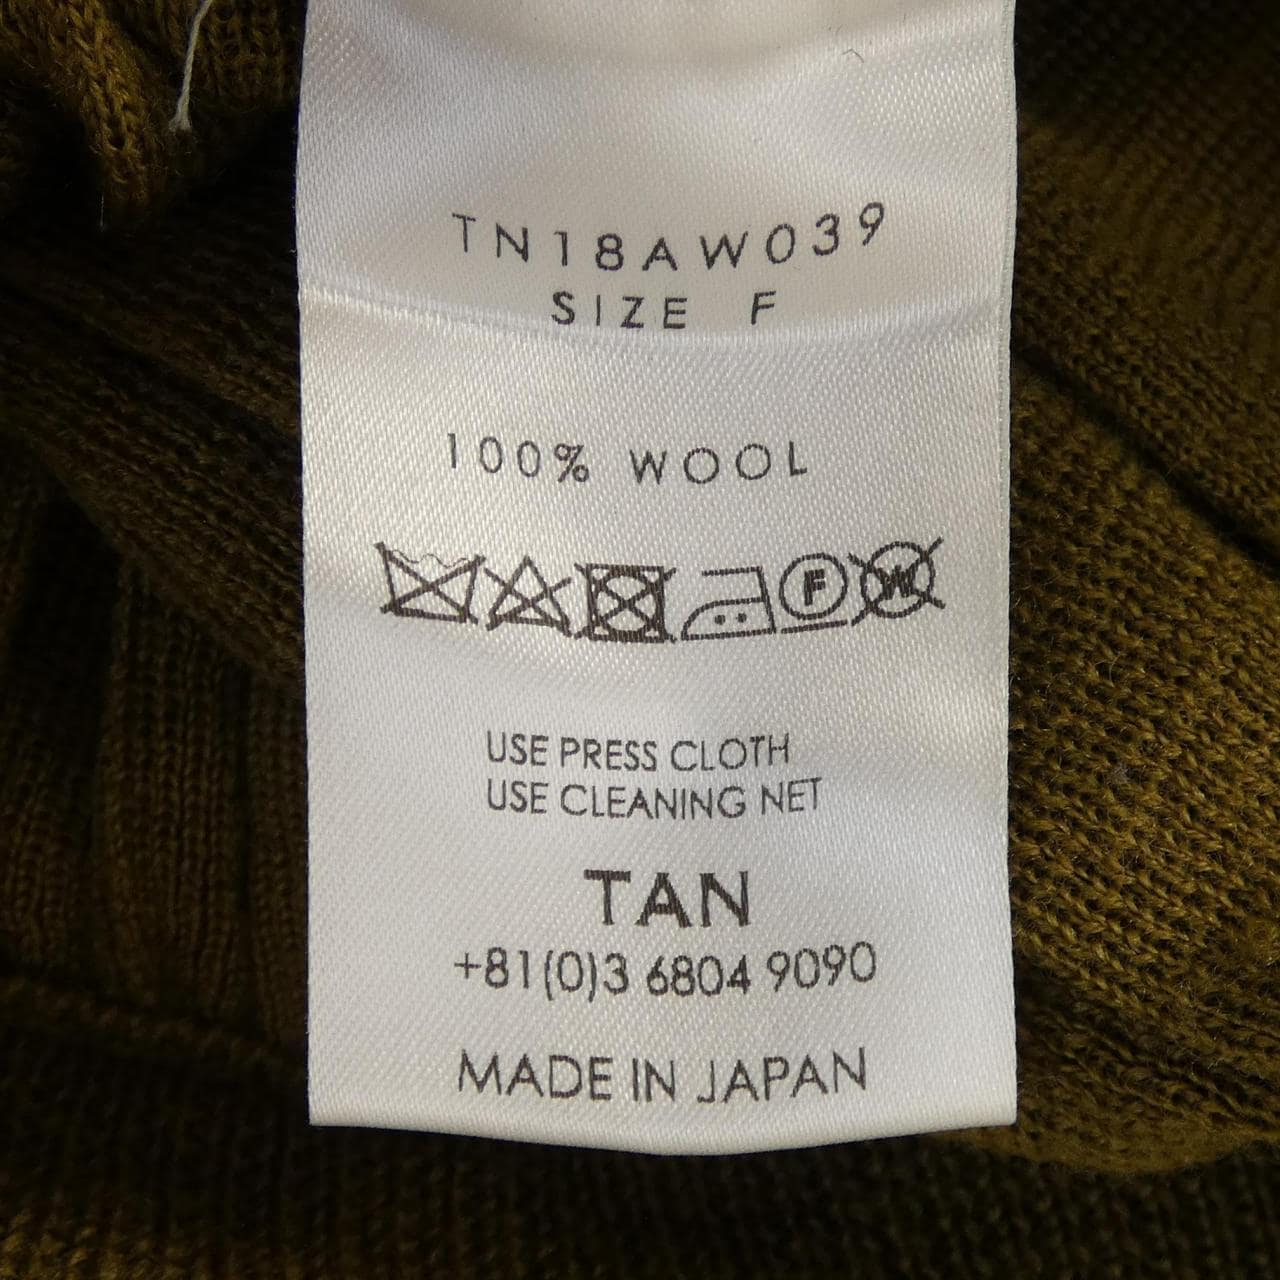 TN18AW039
SIZE F
100% WOOL
F W
USE PRESS CLOTH
USE CLEANING NET
TAN
+81(0)3 6804 9090
MADE IN JAPAN